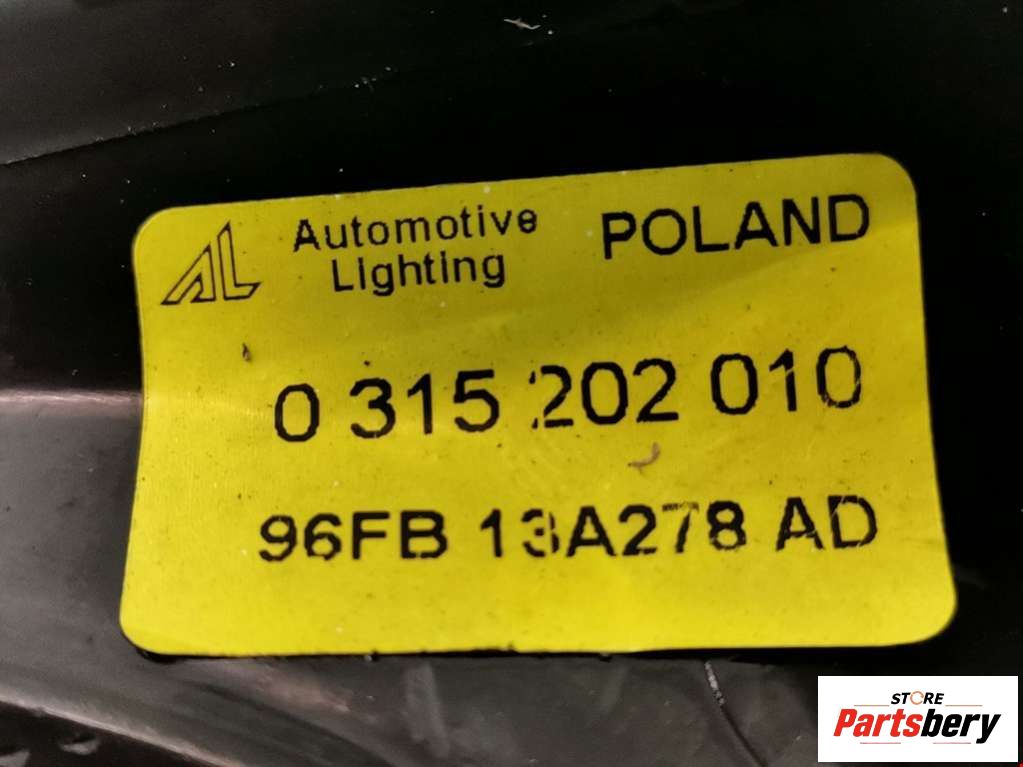 AL Automotive POLAND
Lighting
0 315 202 010
96FB 13A278 AD
STORE
Partsbery